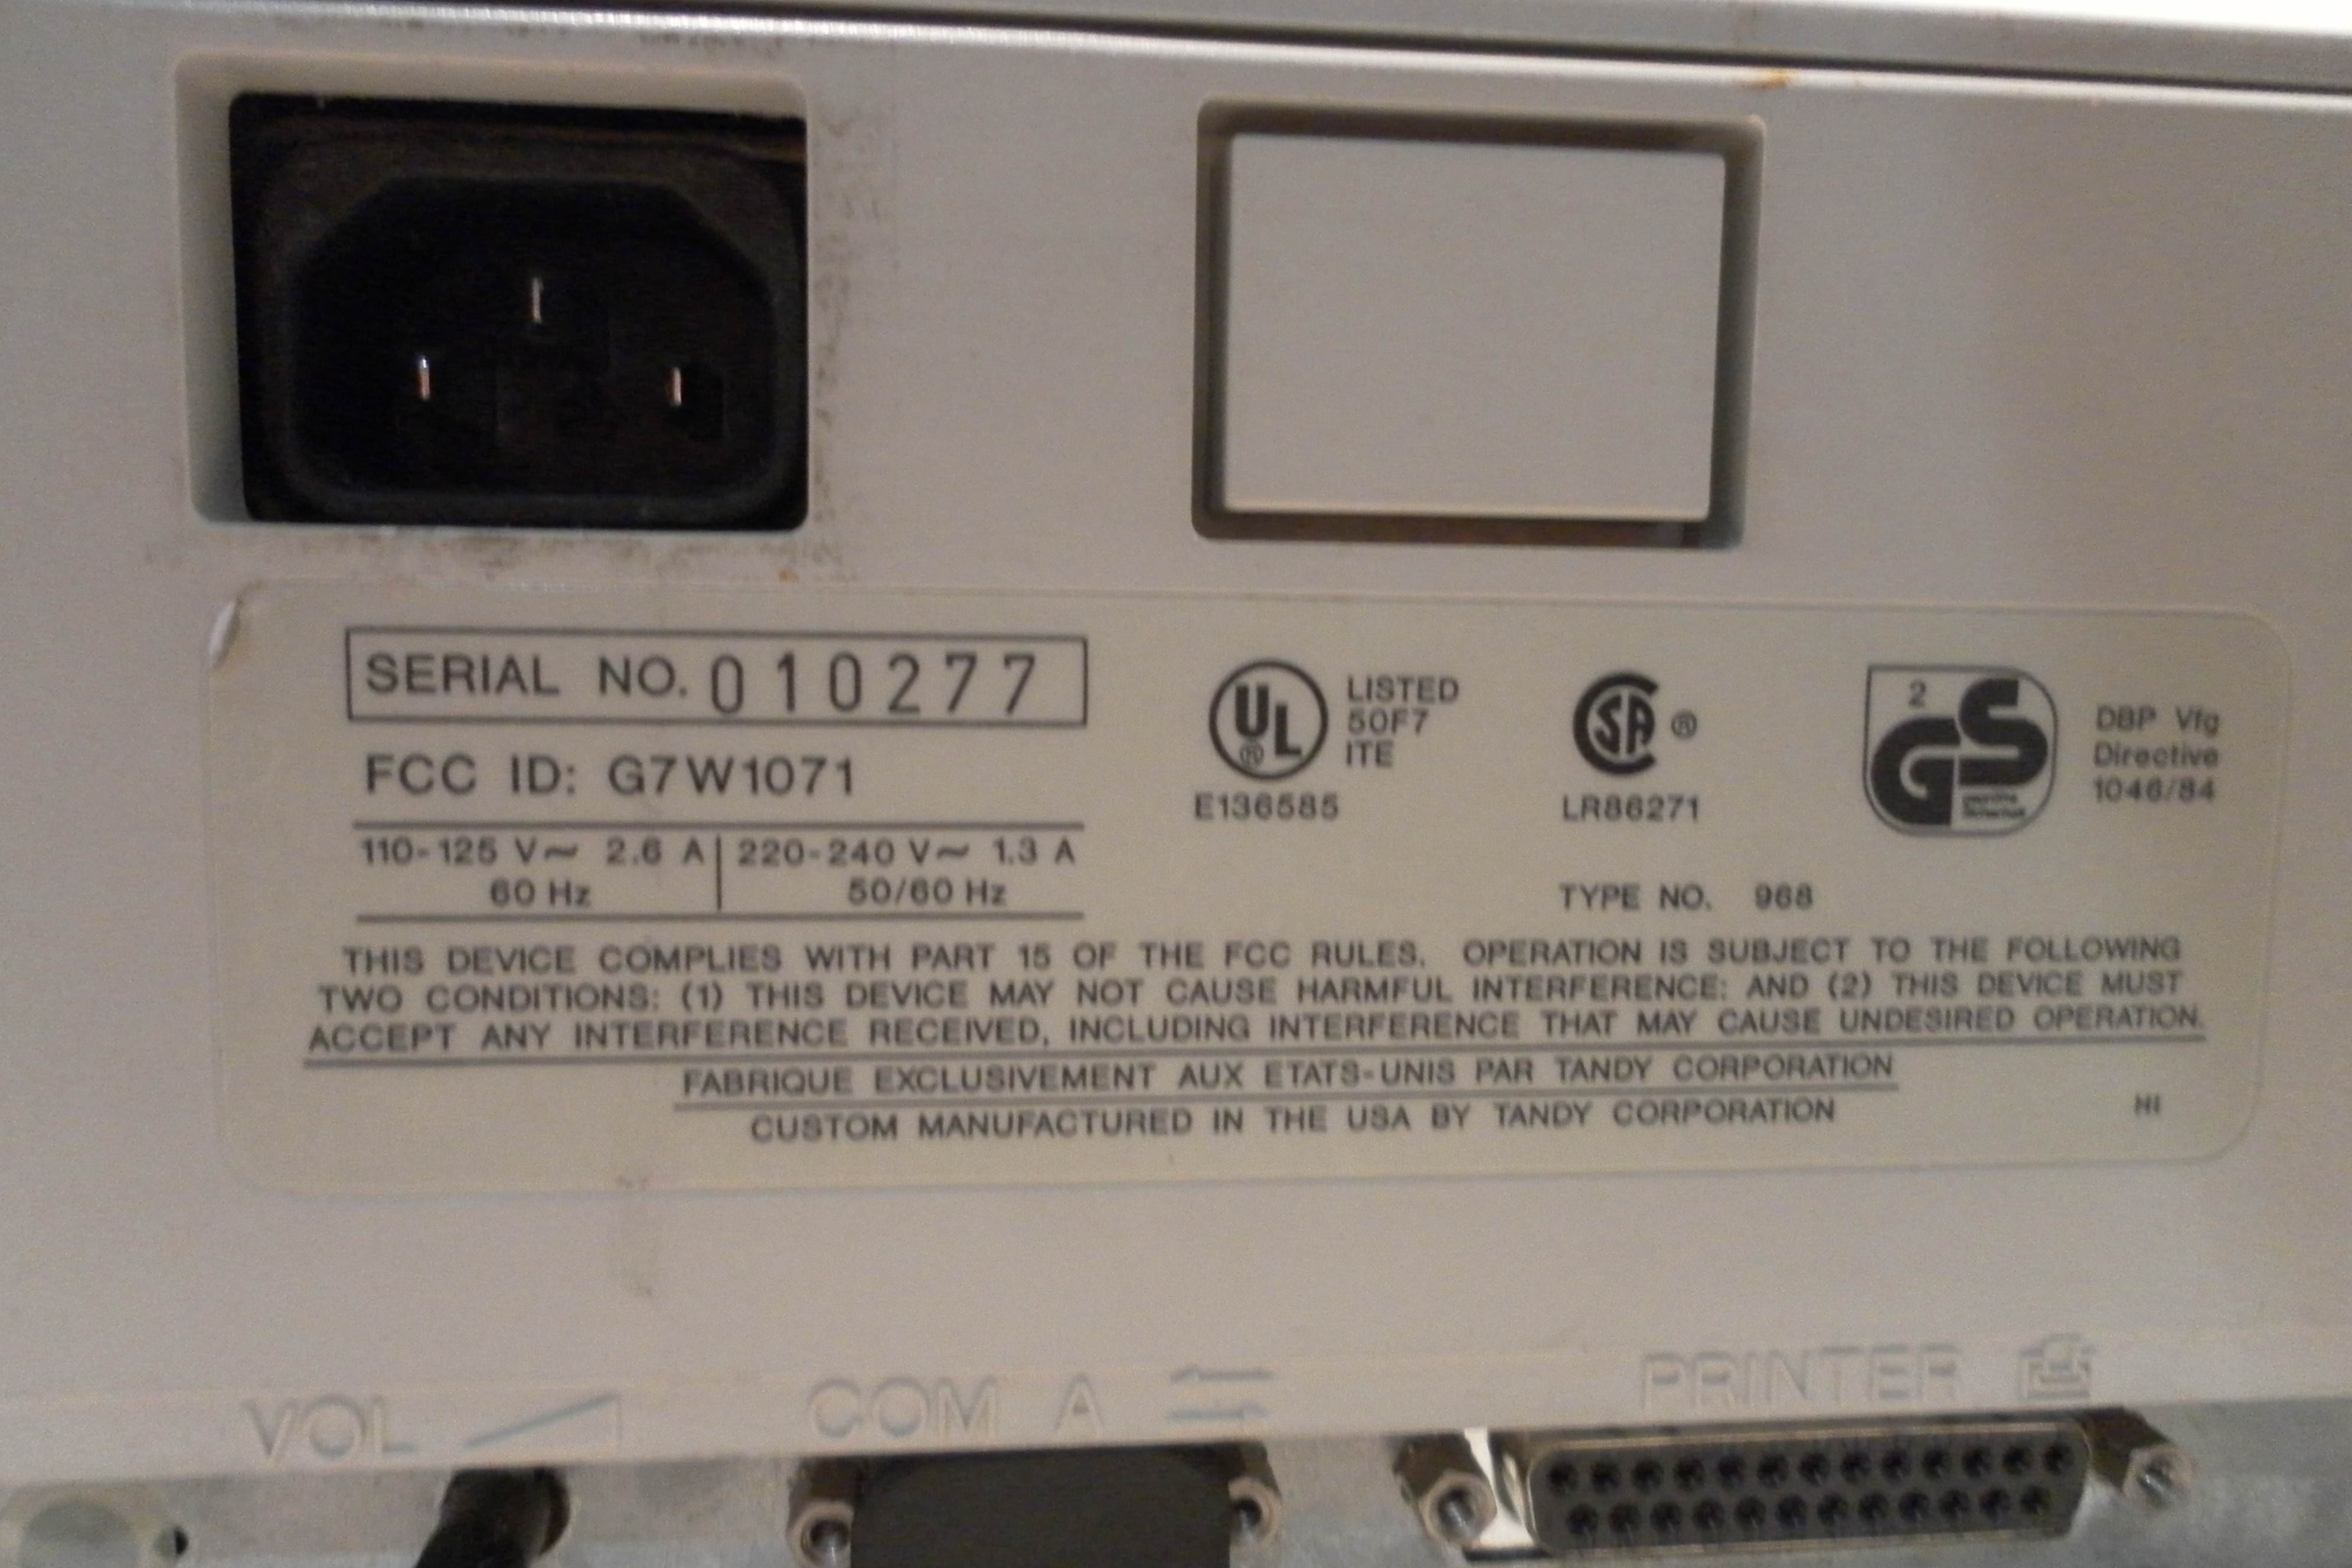 SERIAL NO. 010277
FCC ID: G7W1071
110-125 V~ 2.6 A 220-240 V~ 1.3 A
60 Hz 50/60 Hz
UL ® LISTED
50F7
ITE
E136585
SA ®
LR86271
2
GS
DBP Vfg
Directive
1046/84
TYPE NO. 968
THIS DEVICE COMPLIES WITH PART 15 OF THE FCC RULES. OPERATION IS SUBJECT TO THE FOLLOWING
TWO CONDITIONS: (1) THIS DEVICE MAY NOT CAUSE HARMFUL INTERFERENCE: AND (2) THIS DEVICE MUST
ACCEPT ANY INTERFERENCE RECEIVED, INCLUDING INTERFERENCE THAT MAY CAUSE UNDESIRED OPERATION.
FABRIQUE EXCLUSIVEMENT AUX ETATS-UNIS PAR TANDY CORPORATION
CUSTOM MANUFACTURED IN THE USA BY TANDY CORPORATION
VOL COM A PRINTER